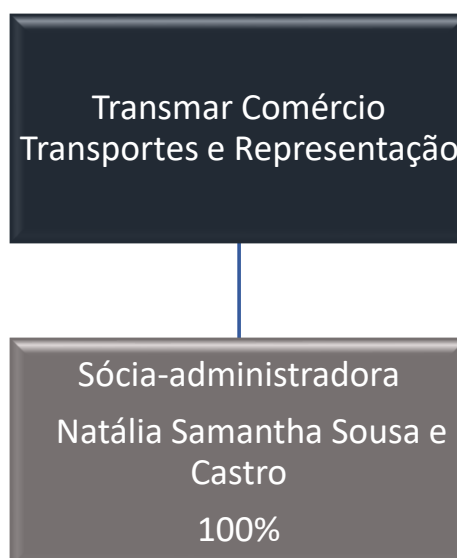 Transmar Comércio
Transportes e Representação
Sócia-administradora
Natália Samantha Sousa e
Castro
100%